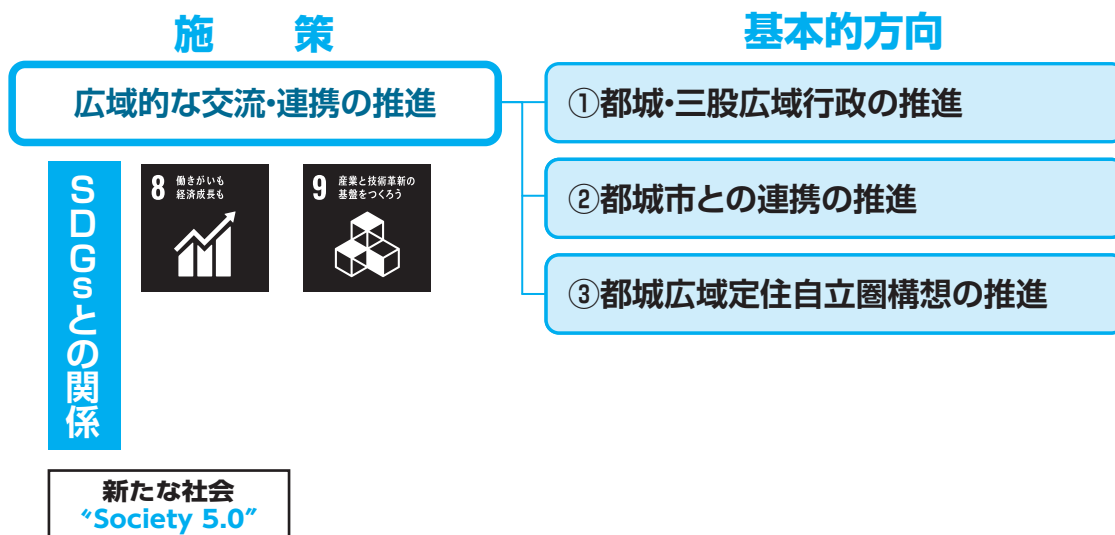 施　策
基本的方向
広域的な交流・連携の推進
①都城・三股広域行政の推進
②都城市との連携の推進
③都城広域定住自立圏構想の推進
SDGsとの関係
8 働きがいも
経済成長も
9 産業と技術革新の
基盤をつくろう
新たな社会
“Society 5.0”